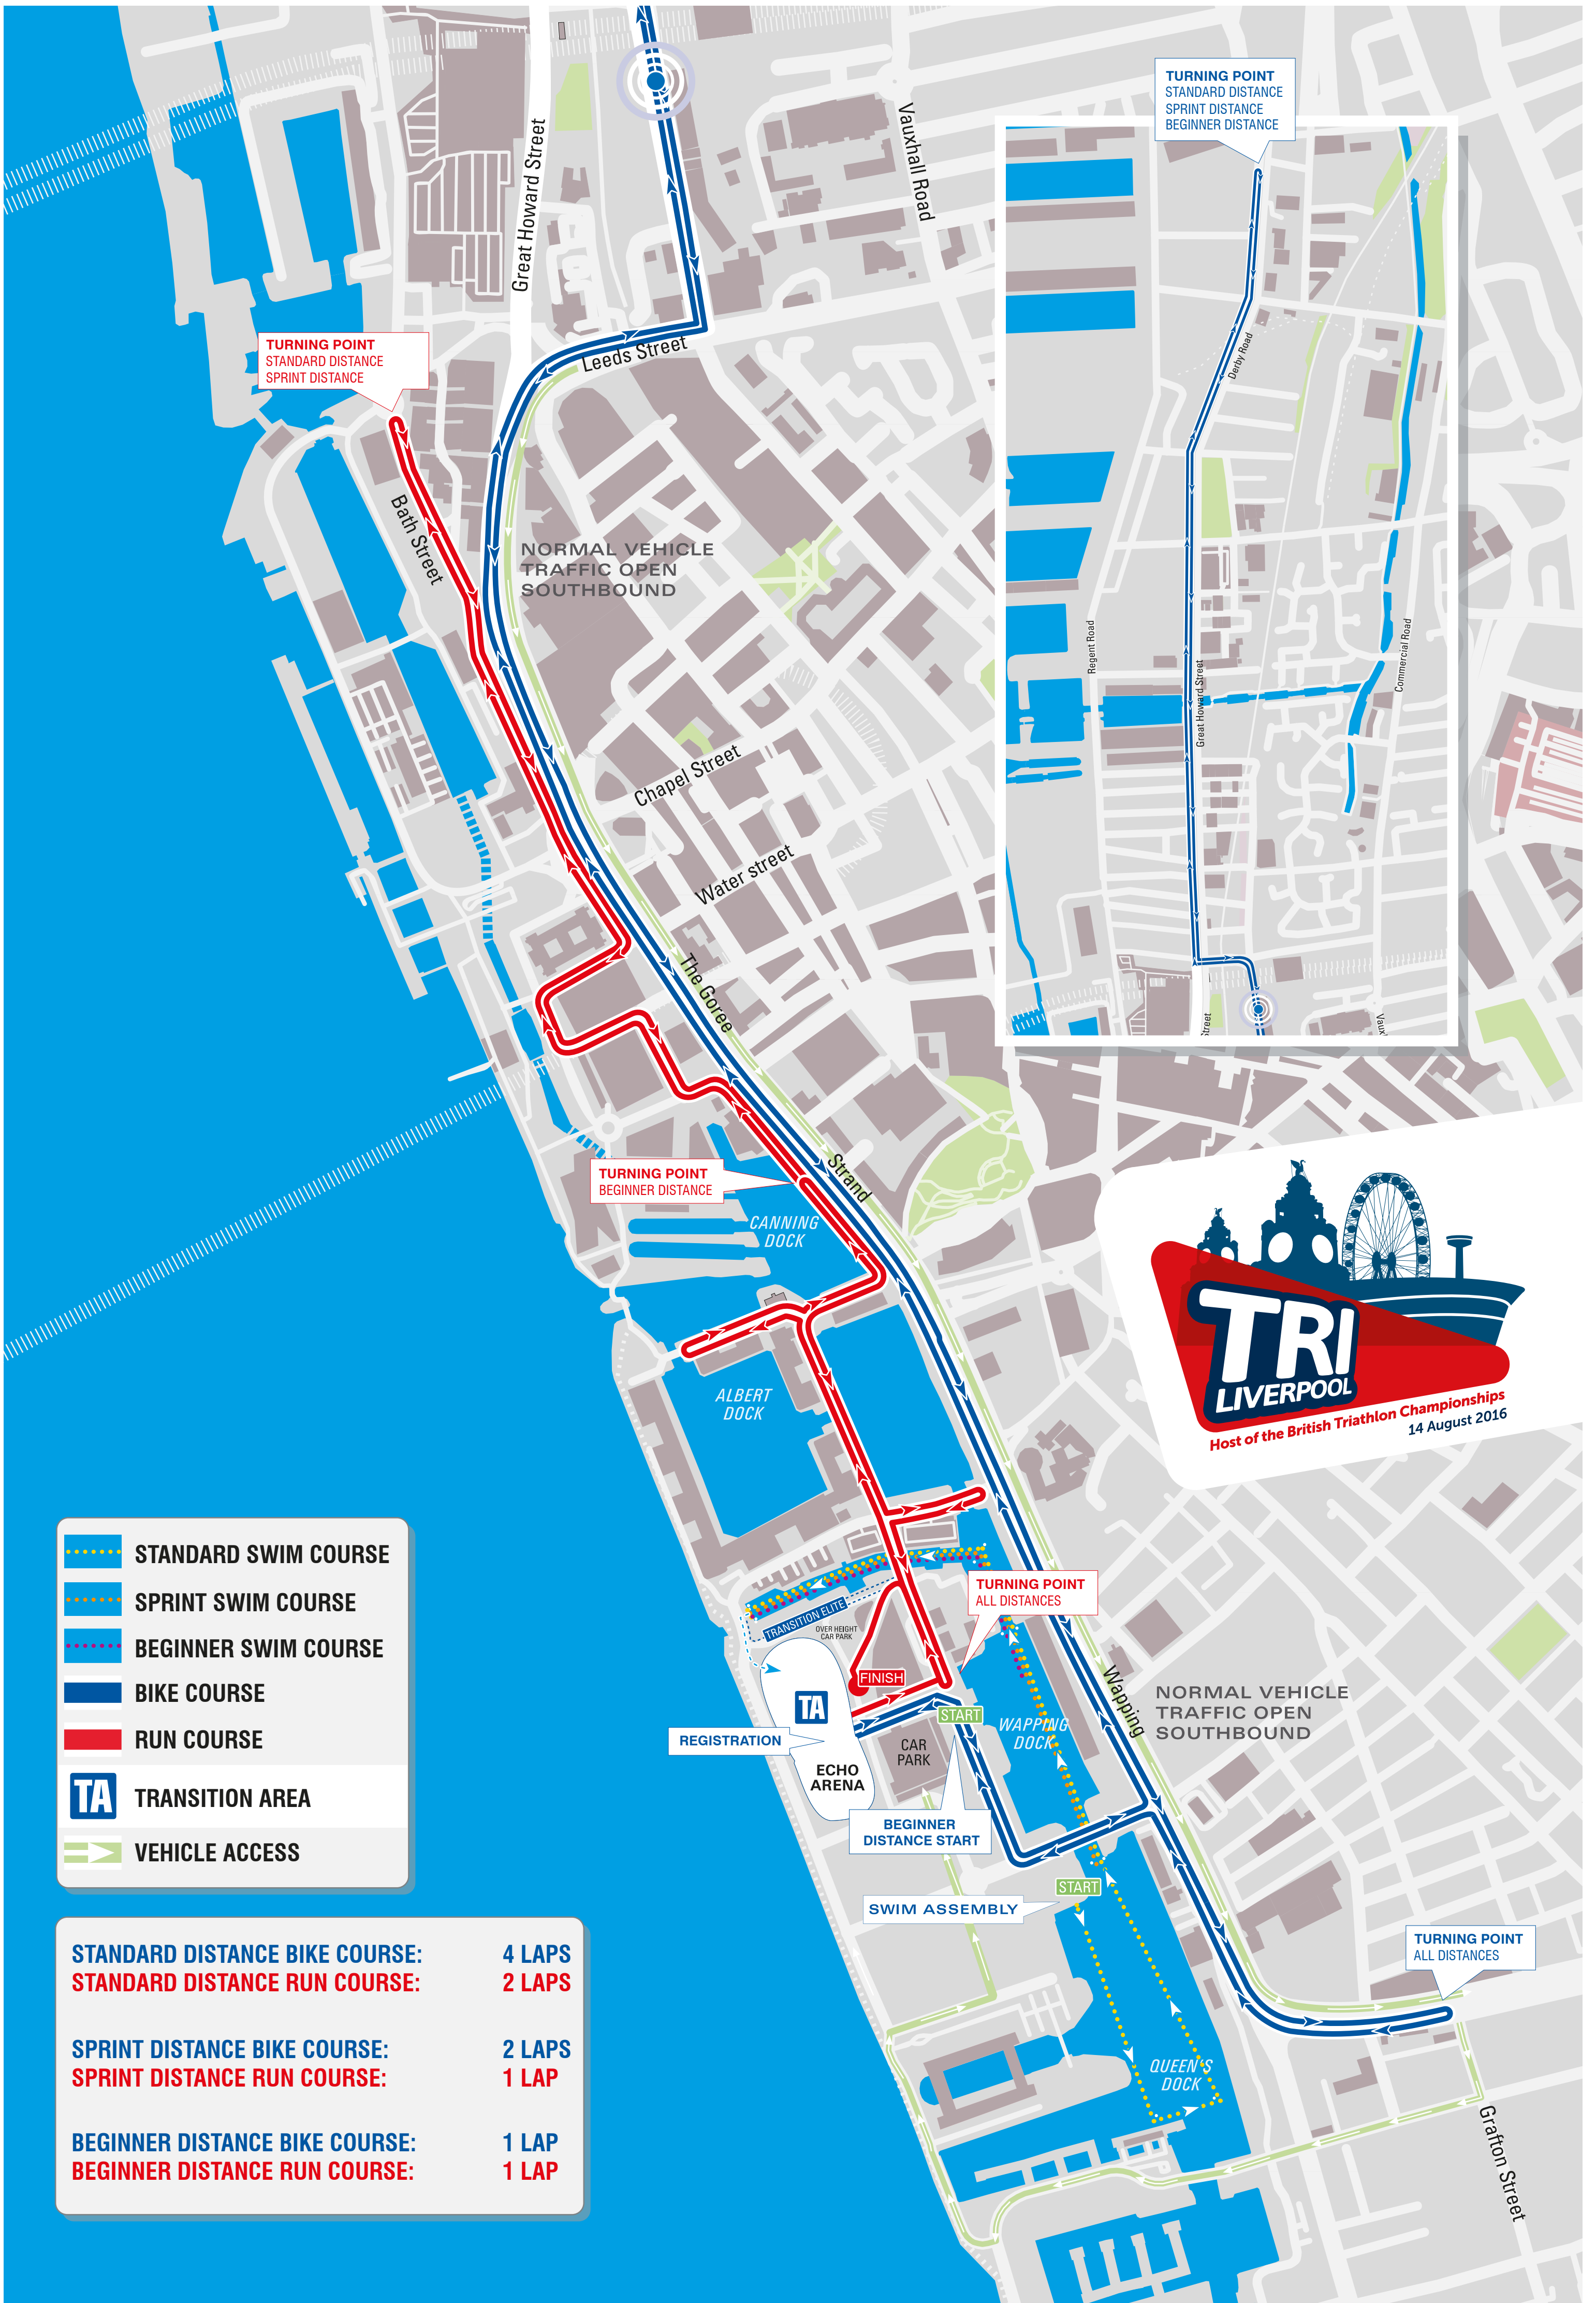 TURNING POINT
STANDARD DISTANCE
SPRINT DISTANCE
BEGINNER DISTANCE
Great Howard Street
Vauxhall Road
Leeds Street
TURNING POINT
STANDARD DISTANCE
SPRINT DISTANCE
Bath Street
NORMAL VEHICLE
TRAFFIC OPEN
SOUTHBOUND
Derby Road
Regent Road
Great Howard Street
Commercial Road
Chapel Street
Water street
The Goree
Strand
TURNING POINT
BEGINNER DISTANCE
CANNING
DOCK
ALBERT
DOCK
TRI
LIVERPOOL
Host of the British Triathlon Championships
14 August 2016
STANDARD SWIM COURSE
SPRINT SWIM COURSE
BEGINNER SWIM COURSE
BIKE COURSE
RUN COURSE
TA
TRANSITION AREA
VEHICLE ACCESS
TURNING POINT
ALL DISTANCES
TRANSITION ELITE
OVER HEIGHT
CAR PARK
FINISH
TA
REGISTRATION
ECHO
ARENA
START
CAR
PARK
WAPPING
DOCK
Wapping
NORMAL VEHICLE
TRAFFIC OPEN
SOUTHBOUND
BEGINNER
DISTANCE START
START
SWIM ASSEMBLY
TURNING POINT
ALL DISTANCES
QUEEN'S
DOCK
Grafton Street
STANDARD DISTANCE BIKE COURSE: 4 LAPS
STANDARD DISTANCE RUN COURSE: 2 LAPS
SPRINT DISTANCE BIKE COURSE: 2 LAPS
SPRINT DISTANCE RUN COURSE: 1 LAP
BEGINNER DISTANCE BIKE COURSE: 1 LAP
BEGINNER DISTANCE RUN COURSE: 1 LAP